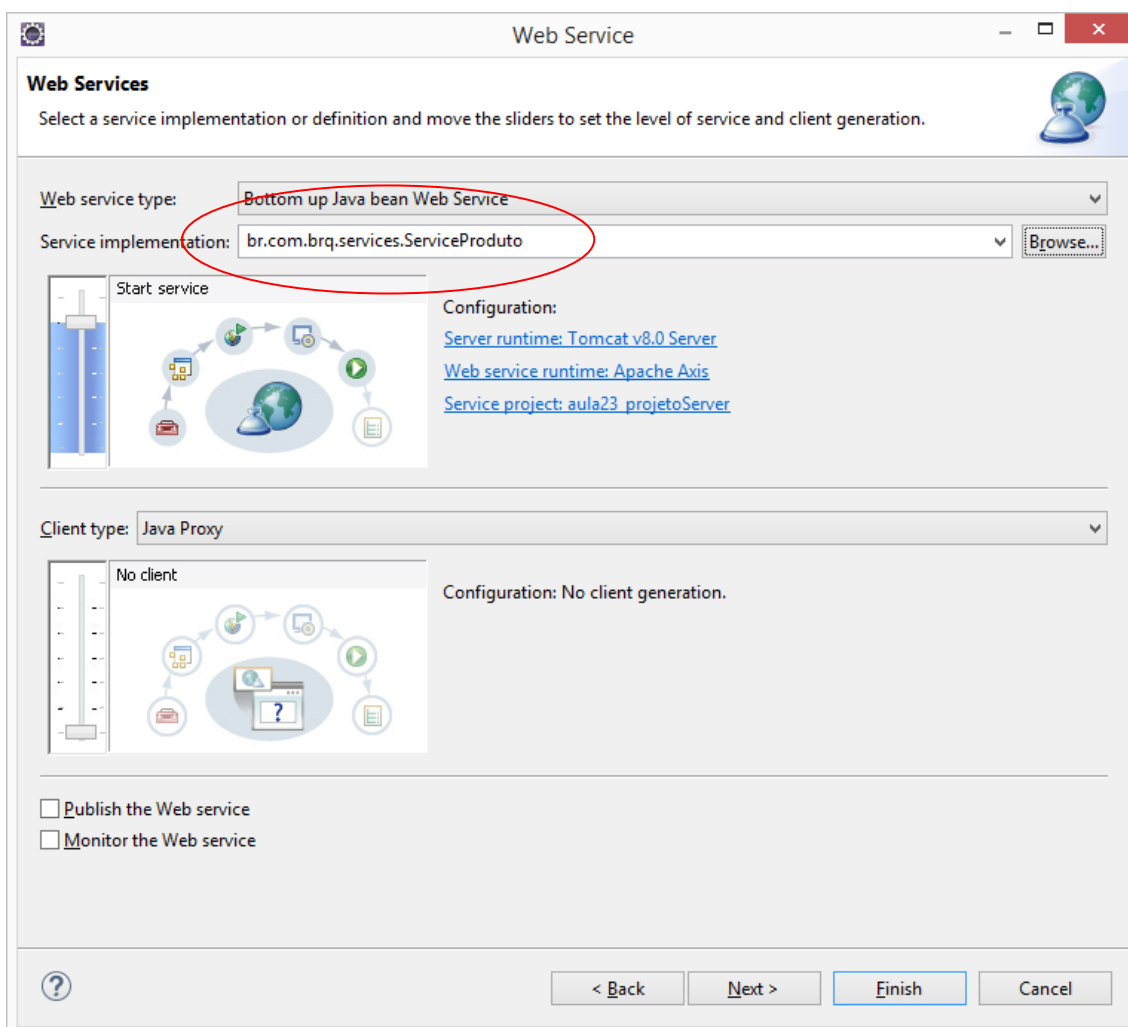 Web Service
Web Services
Select a service implementation or definition and move the sliders to set the level of service and client generation.
Web service type: Bottom up Java bean Web Service
Service implementation: br.com.brq.services.ServiceProduto Browse...
Start service
Configuration:
Server runtime: Tomcat v8.0 Server
Web service runtime: Apache Axis
Service project: aula23_projetoServer
Client type: Java Proxy
No client
Configuration: No client generation.
?
Publish the Web service
Monitor the Web service
? < Back Next > Finish Cancel